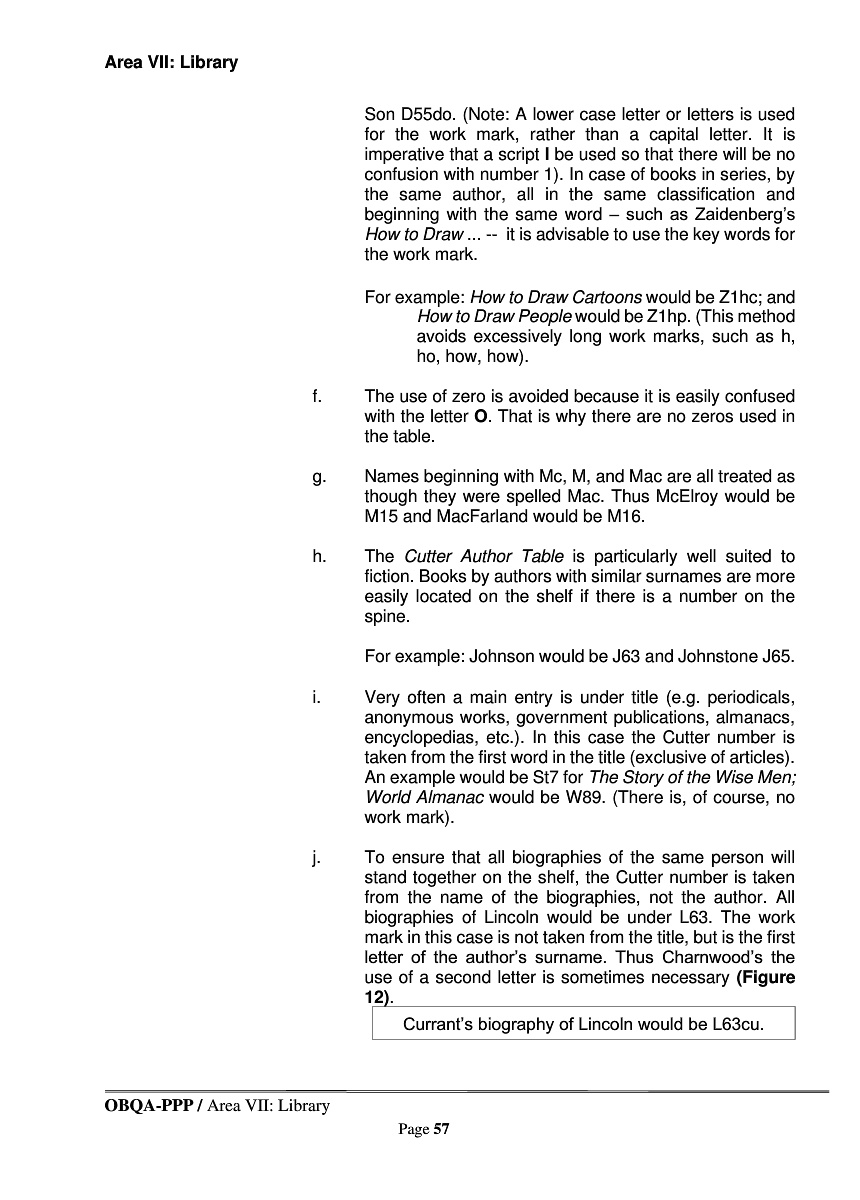 Area VII: Library
Son D55do. (Note: A lower case letter or letters is used
for the work mark, rather than a capital letter. It is
imperative that a script l be used so that there will be no
confusion with number 1). In case of books in series, by
the same author, all in the same classification and
beginning with the same word – such as Zaidenberg's
How to Draw ... -- it is advisable to use the key words for
the work mark.
For example: How to Draw Cartoons would be Z1hc; and
How to Draw People would be Z1hp. (This method
avoids excessively long work marks, such as h,
ho, how, how).
f. The use of zero is avoided because it is easily confused
with the letter O. That is why there are no zeros used in
the table.
g. Names beginning with Mc, M, and Mac are all treated as
though they were spelled Mac. Thus McElroy would be
M15 and MacFarland would be M16.
h. The Cutter Author Table is particularly well suited to
fiction. Books by authors with similar surnames are more
easily located on the shelf if there is a number on the
spine.
For example: Johnson would be J63 and Johnstone J65.
i. Very often a main entry is under title (e.g. periodicals,
anonymous works, government publications, almanacs,
encyclopedias, etc.). In this case the Cutter number is
taken from the first word in the title (exclusive of articles).
An example would be St7 for The Story of the Wise Men;
World Almanac would be W89. (There is, of course, no
work mark).
j. To ensure that all biographies of the same person will
stand together on the shelf, the Cutter number is taken
from the name of the biographies, not the author. All
biographies of Lincoln would be under L63. The work
mark in this case is not taken from the title, but is the first
letter of the author's surname. Thus Charnwood's the
use of a second letter is sometimes necessary (Figure
12).
Currant's biography of Lincoln would be L63cu.
OBQA-PPP / Area VII: Library
Page 57